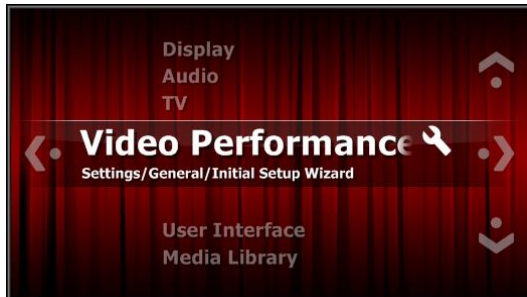 Display
Audio
TV
Video Performance
Settings/General/Initial Setup Wizard
User Interface
Media Library